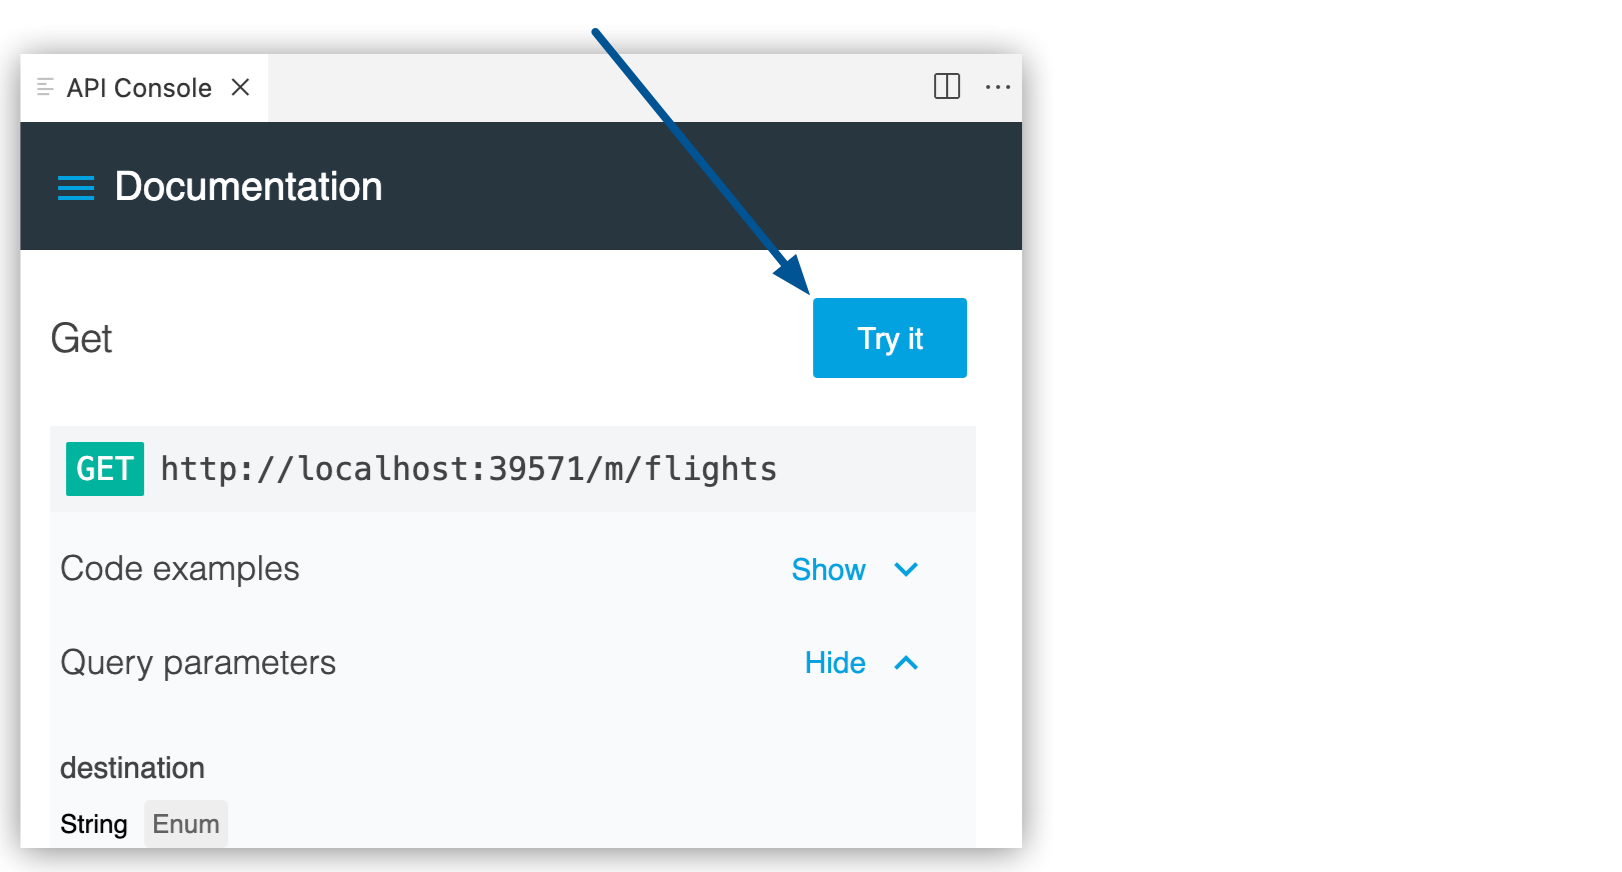 API Console
Documentation
Get
Try it
GET http://localhost:39571/m/flights
Code examples Show
Query parameters Hide
destination
String Enum